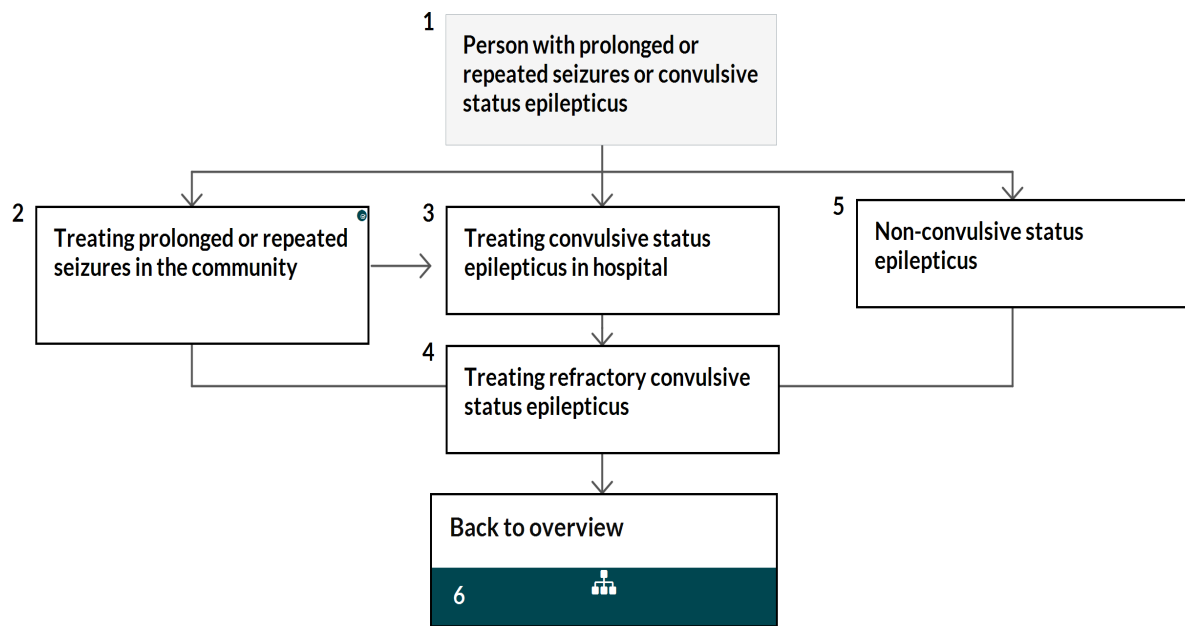 1
Person with prolonged or
repeated seizures or convulsive
status epilepticus
2
Treating prolonged or repeated
seizures in the community
3
Treating convulsive status
epilepticus in hospital
5
Non-convulsive status
epilepticus
4
Treating refractory convulsive
status epilepticus
Back to overview
6